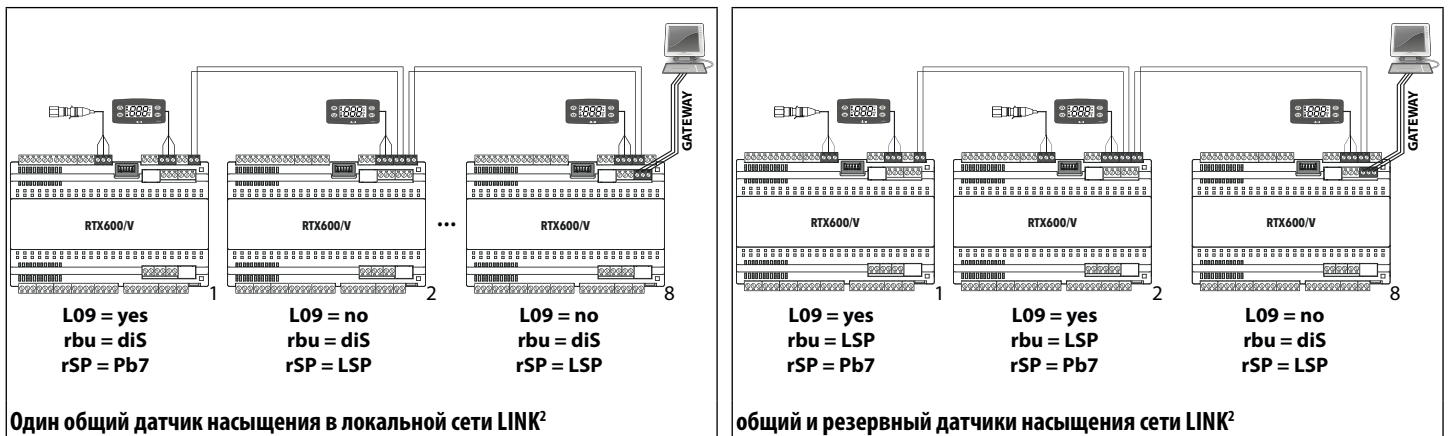 GATEWAY
RTX600/V
RTX600/V
...
RTX600/V
1
2
8
L09 = yes
rbu = diS
rSP = Pb7
L09 = no
rbu = diS
rSP = LSP
L09 = no
rbu = diS
rSP = LSP
Один общий датчик насыщения в локальной сети LINK²
GATEWAY
RTX600/V
RTX600/V
RTX600/V
1
2
8
L09 = yes
rbu = LSP
rSP = Pb7
L09 = yes
rbu = LSP
rSP = Pb7
L09 = no
rbu = diS
rSP = LSP
общий и резервный датчики насыщения сети LINK²